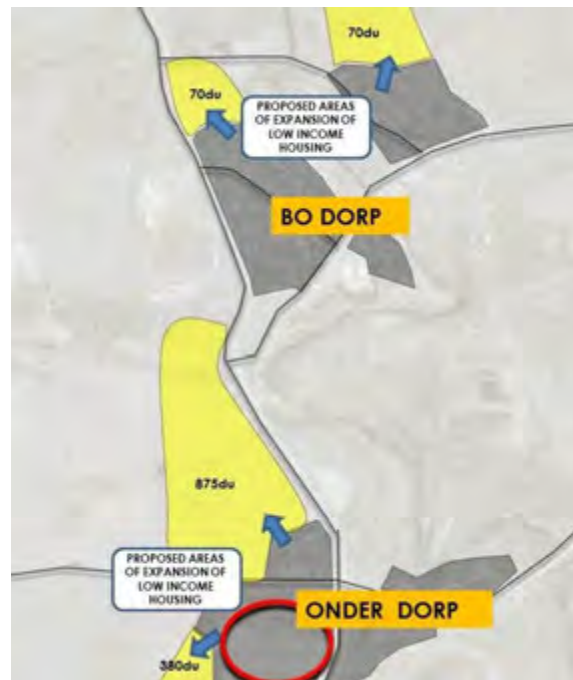 70du
70du
PROPOSED AREAS
OF EXPANSION OF
LOW INCOME
HOUSING
BO DORP
875du
PROPOSED AREAS
OF EXPANSION OF
LOW INCOME
HOUSING
ONDER DORP
380du